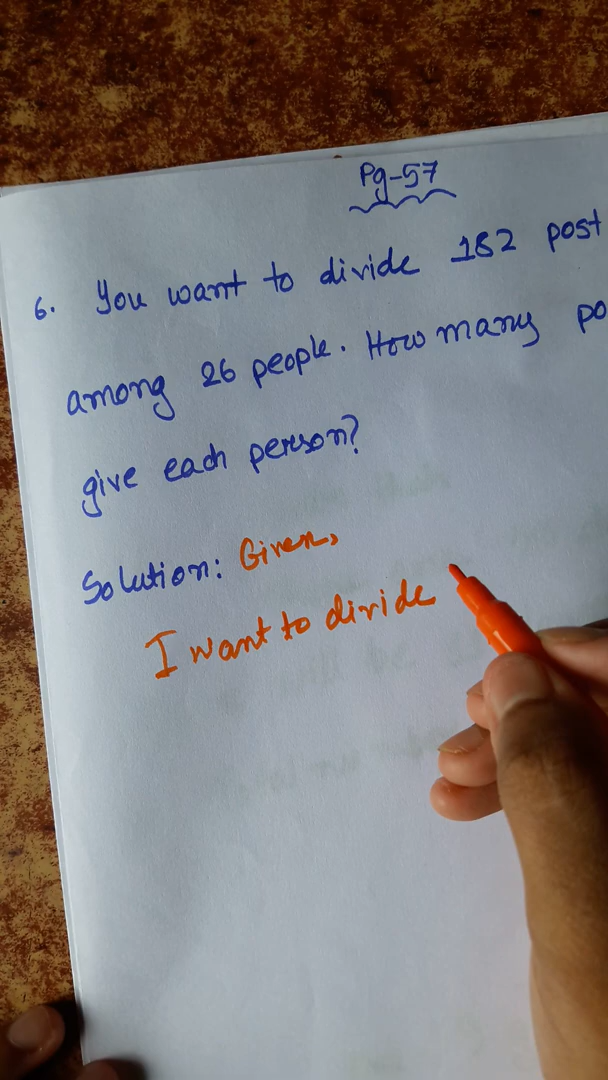 Pg-57
6. You want to divide 182 post
among 26 people. How many po
give each person?
Solution: Given,
I want to divide